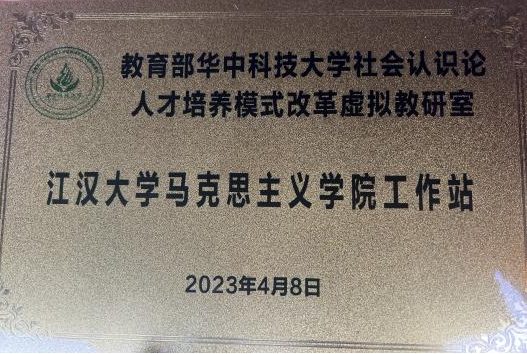 教育部华中科技大学社会认识论
人才培养模式改革虚拟教研室
江汉大学马克思主义学院工作站
2023年4月8日